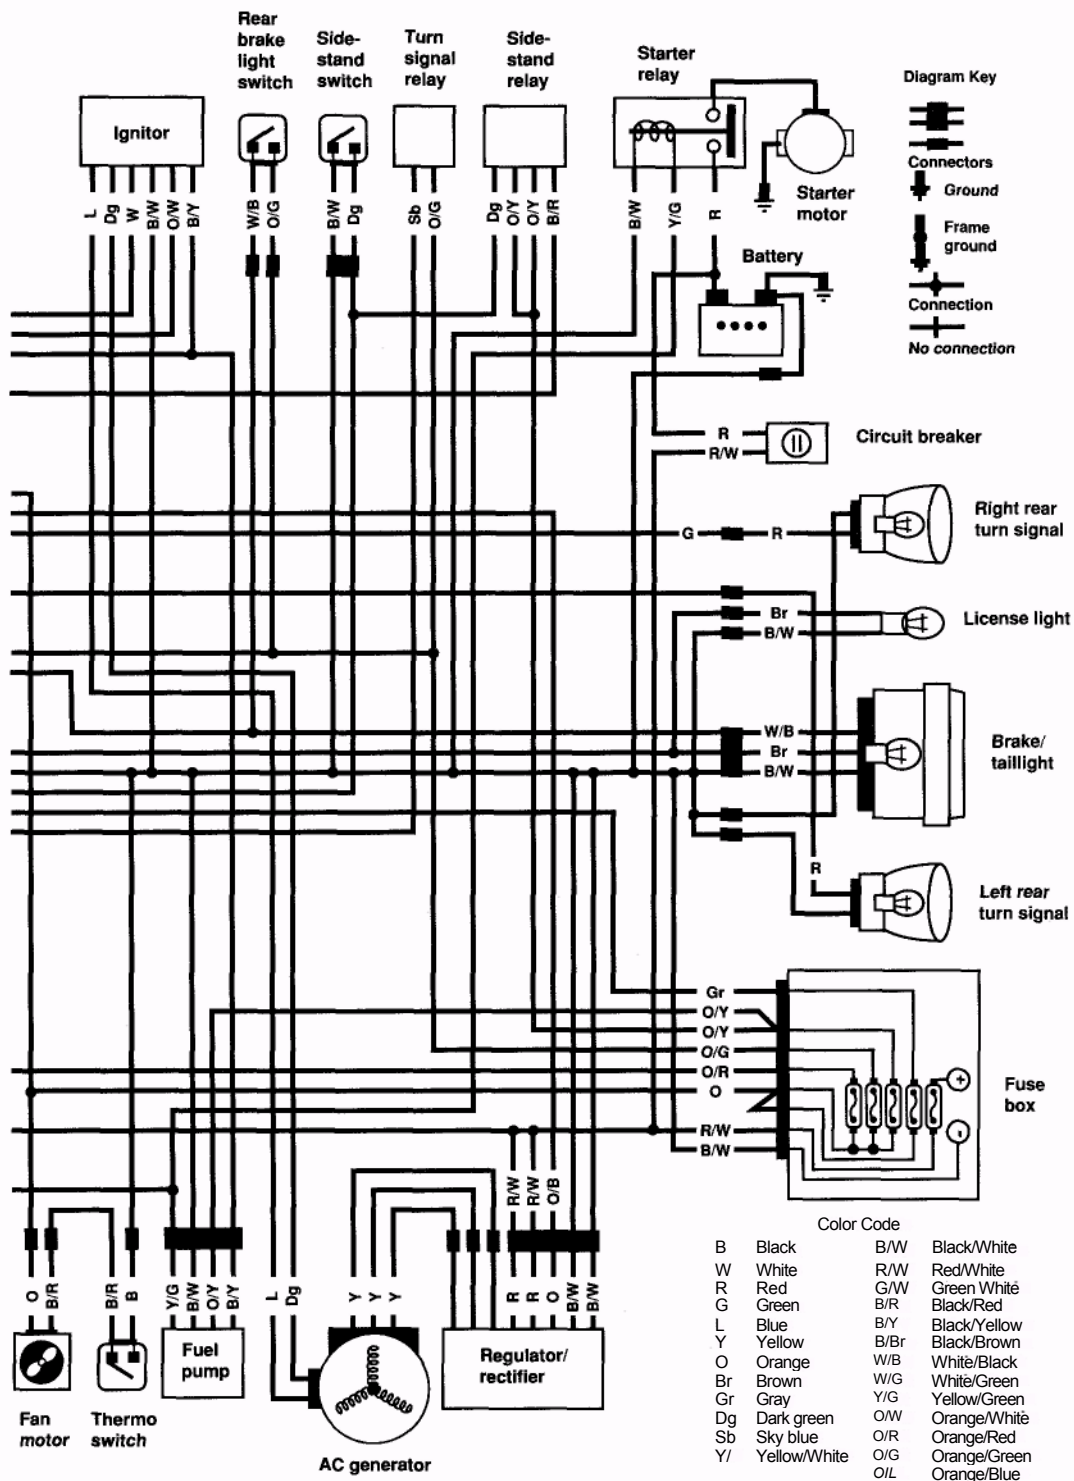 Rear
brake
light
switch
Side-
stand
switch
Turn
signal
relay
Side-
stand
relay
Starter
relay
Diagram Key
Ignitor
Connectors
Ground
Starter
motor
Frame
ground
L
Dg
W
B/W
O/W
B/Y
W/B
O/G
B/W
Dg
Sb
O/G
Dg
O/Y
O/Y
B/R
B/W
Y/G
R
Battery
Connection
No connection
R
R/W
Circuit breaker
Right rear
turn signal
G
R
Br
B/W
License light
W/B
Br
B/W
Brake/
taillight
R
Left rear
turn signal
Gr
O/Y
O/Y
O/G
O/R
O
R/W
B/W
+
-
Fuse
box
R/W
R/W
O/B
O
B/R
B/R
B
Y/G
B/W
O/Y
B/Y
L
Dg
Y
Y
Y
R
R
O
B/W
B/W
Fuel
pump
Regulator/
rectifier
Fan
motor
Thermo
switch
AC generator
Color Code
B Black B/W Black/White
W White R/W Red/White
R Red G/W Green White
G Green B/R Black/Red
L Blue B/Y Black/Yellow
Y Yellow B/Br Black/Brown
O Orange W/B White/Black
Br Brown W/G White/Green
Gr Gray Y/G Yellow/Green
Dg Dark green O/W Orange/White
Sb Sky blue O/R Orange/Red
Y/ Yellow/White O/G Orange/Green
O/L Orange/Blue